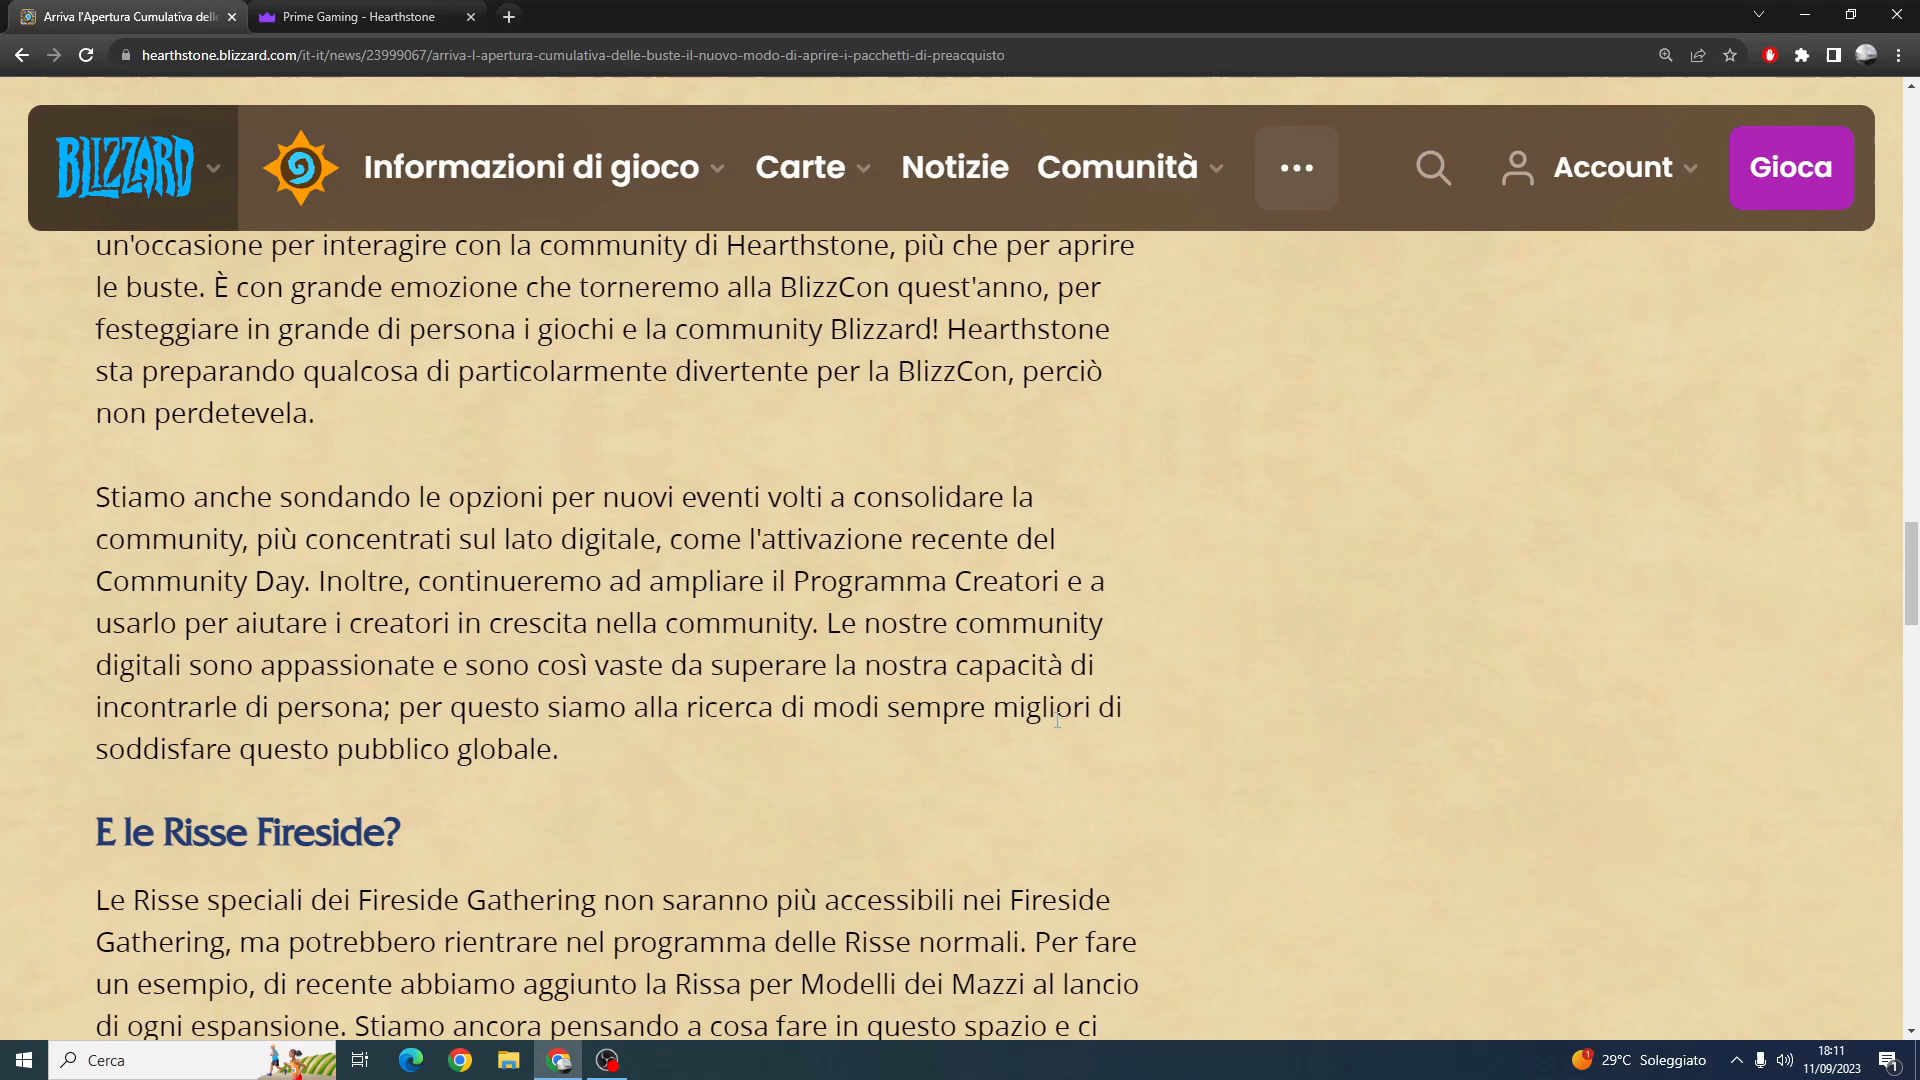 Arriva l'Apertura Cumulativa delle
Prime Gaming - Hearthstone
hearthstone.blizzard.com/it-it/news/23999067/arriva-l-apertura-cumulativa-delle-buste-il-nuovo-modo-di-aprire-i-pacchetti-di-preacquisto
BLIZZARD
Informazioni di gioco
Carte
Notizie
Comunità
Account
Gioca
un'occasione per interagire con la community di Hearthstone, più che per aprire
le buste. È con grande emozione che torneremo alla BlizzCon quest'anno, per
festeggiare in grande di persona i giochi e la community Blizzard! Hearthstone
sta preparando qualcosa di particolarmente divertente per la BlizzCon, perciò
non perdetevela.
Stiamo anche sondando le opzioni per nuovi eventi volti a consolidare la
community, più concentrati sul lato digitale, come l'attivazione recente del
Community Day. Inoltre, continueremo ad ampliare il Programma Creatori e a
usarlo per aiutare i creatori in crescita nella community. Le nostre community
digitali sono appassionate e sono così vaste da superare la nostra capacità di
incontrarle di persona; per questo siamo alla ricerca di modi sempre migliori di
soddisfare questo pubblico globale.
E le Risse Fireside?
Le Risse speciali dei Fireside Gathering non saranno più accessibili nei Fireside
Gathering, ma potrebbero rientrare nel programma delle Risse normali. Per fare
un esempio, di recente abbiamo aggiunto la Rissa per Modelli dei Mazzi al lancio
di ogni espansione. Stiamo ancora pensando a cosa fare in questo spazio e ci
Cerca
1
29°C Soleggiato
18:11
11/09/2023
1